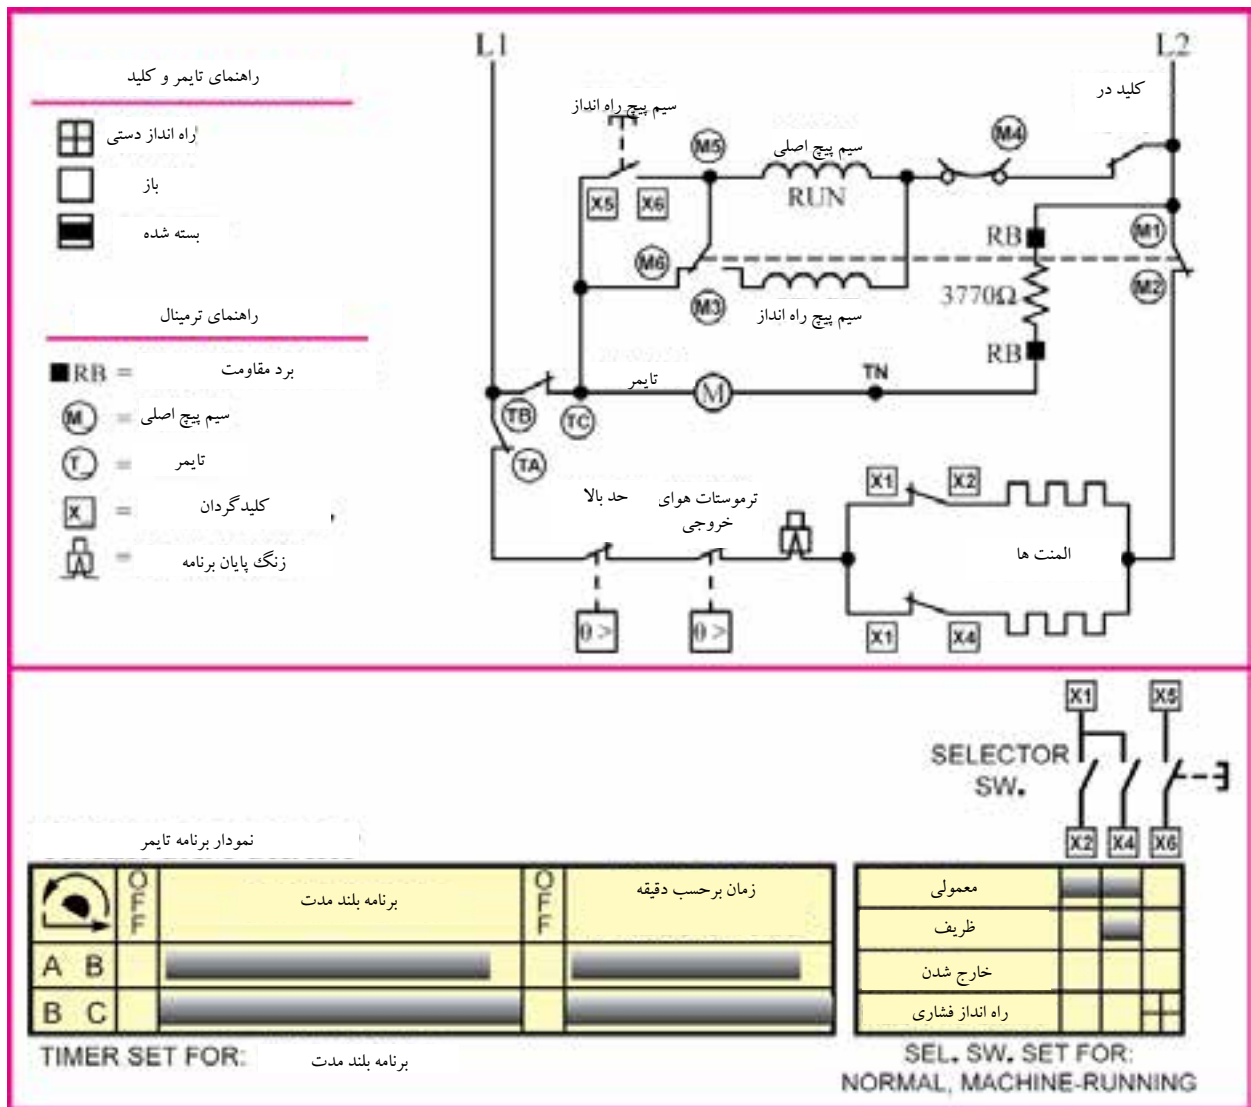 L1
L2
راهنمای تایمر و کلید
راه انداز دستی
باز
بسته شده
راهنمای ترمینال
RB = برد مقاومت
M_ = سیم پیچ اصلی
T_ = تایمر
X_ = کلیدگردان
= زنگ پایان برنامه
سیم پیچ راه انداز
کلید در
M5
سیم پیچ اصلی
M4
RUN
X5
X6
M6
M3
سیم پیچ راه انداز
RB
3770Ω
RB
M1
M2
تایمر
M
TN
TB
TC
TA
حد بالا
ترموستات هوای
خروجی
X1
X2
المنت ها
X1
X4
θ >
θ >
X1
X5
SELECTOR
SW.
X2
X4
X6
نمودار برنامه تایمر
OFF
برنامه بلند مدت
OFF
زمان برحسب دقیقه
A B
B C
TIMER SET FOR: برنامه بلند مدت
معمولی
ظریف
خارج شدن
راه انداز فشاری
SEL. SW. SET FOR:
NORMAL, MACHINE-RUNNING